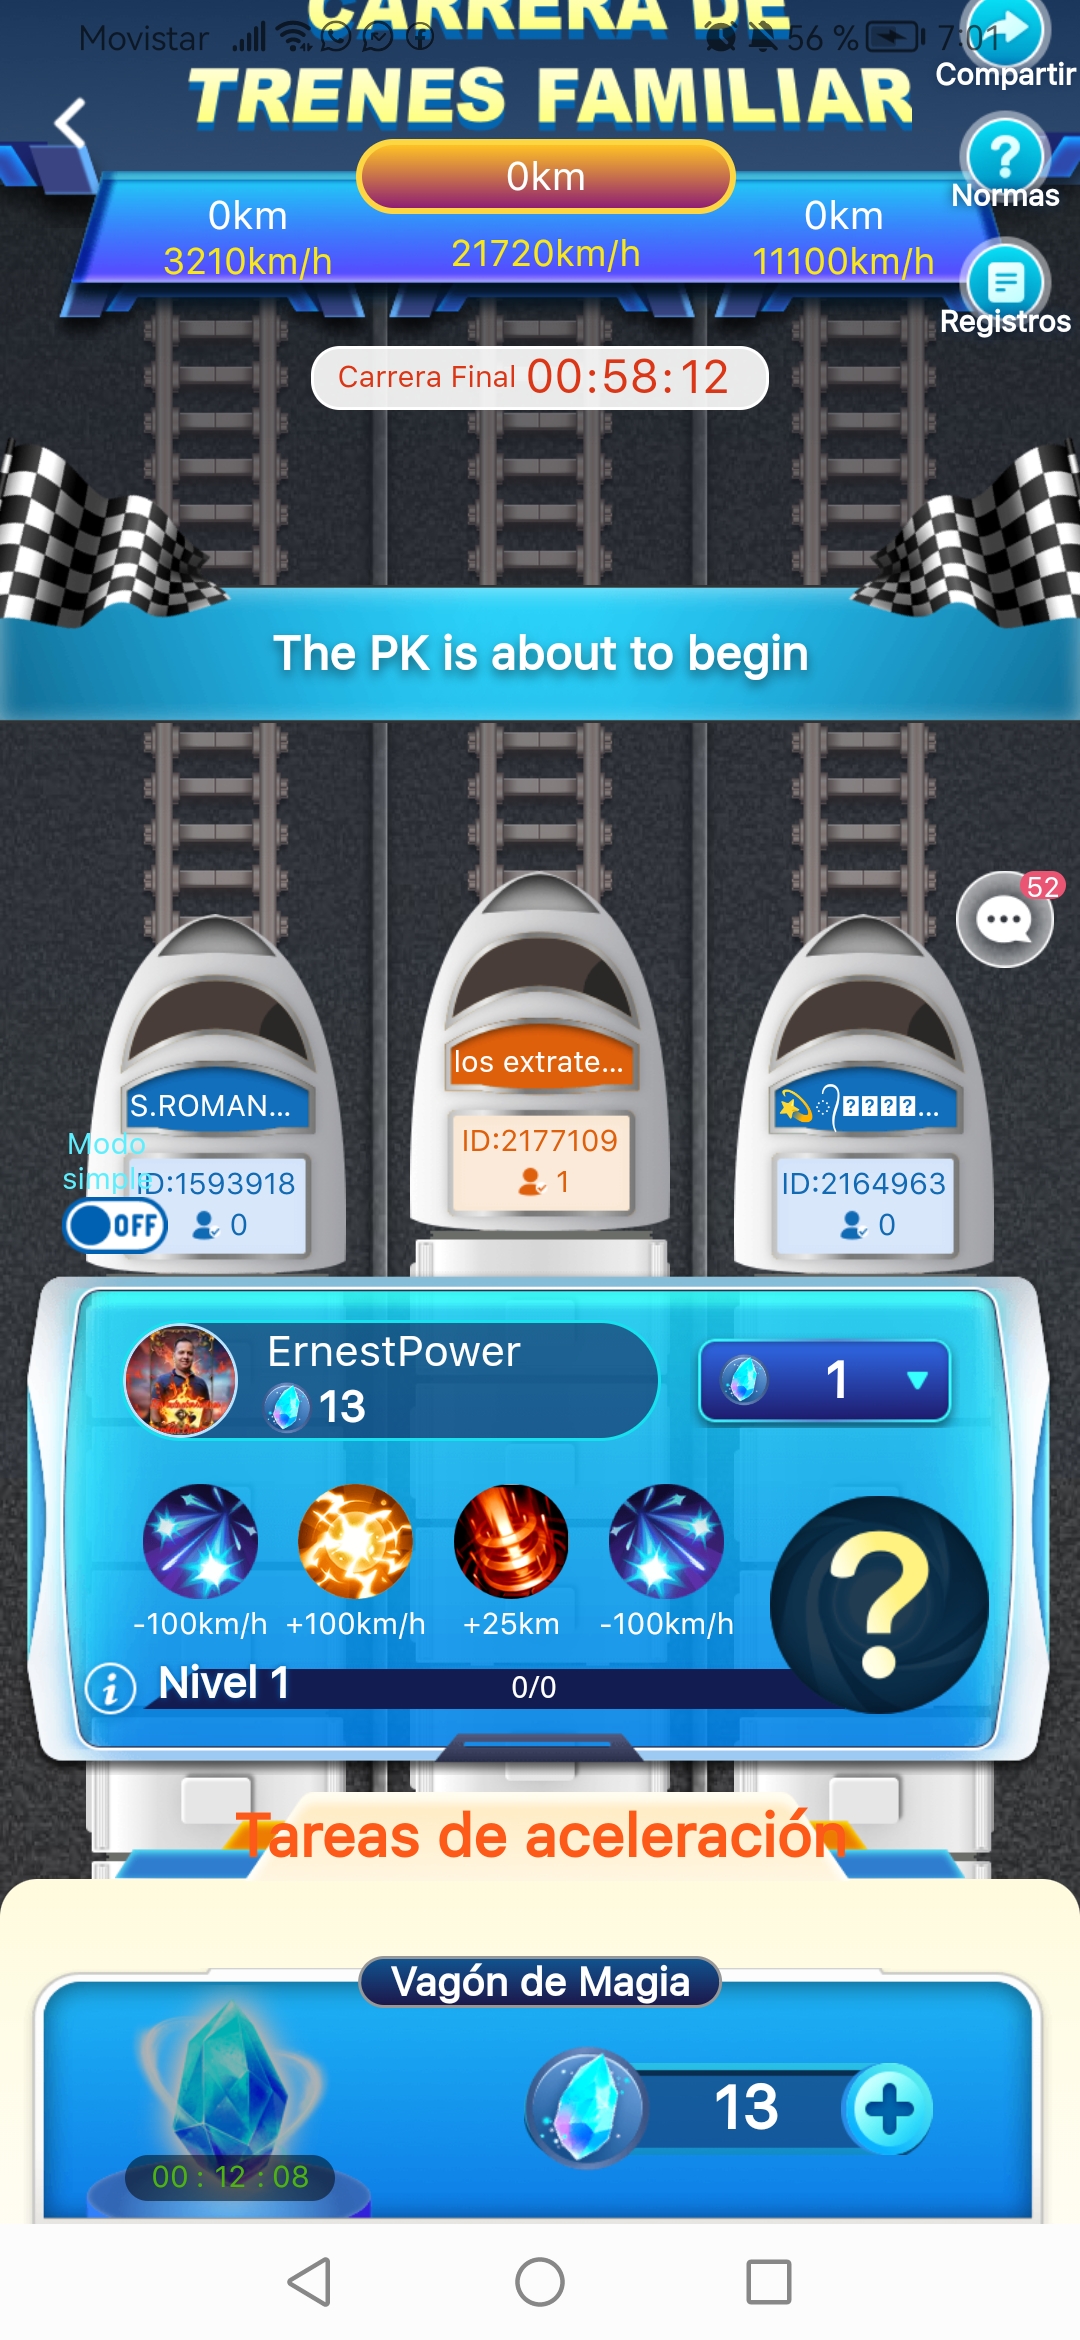 CARRERA DE
Movistar
56 %
7:01
TRENES FAMILIAR
Compartir
Normas
Registros
0km
0km
0km
3210km/h
21720km/h
11100km/h
Carrera Final 00:58:12
The PK is about to begin
52
S.ROMAN...
los extrate...
ID:1593918
0
ID:2177109
1
ID:2164963
0
Modo
simple
OFF
ErnestPower
13
1
-100km/h
+100km/h
+25km
-100km/h
?
Nivel 1
0/0
Tareas de aceleración
Vagón de Magia
13
00 : 12 : 08